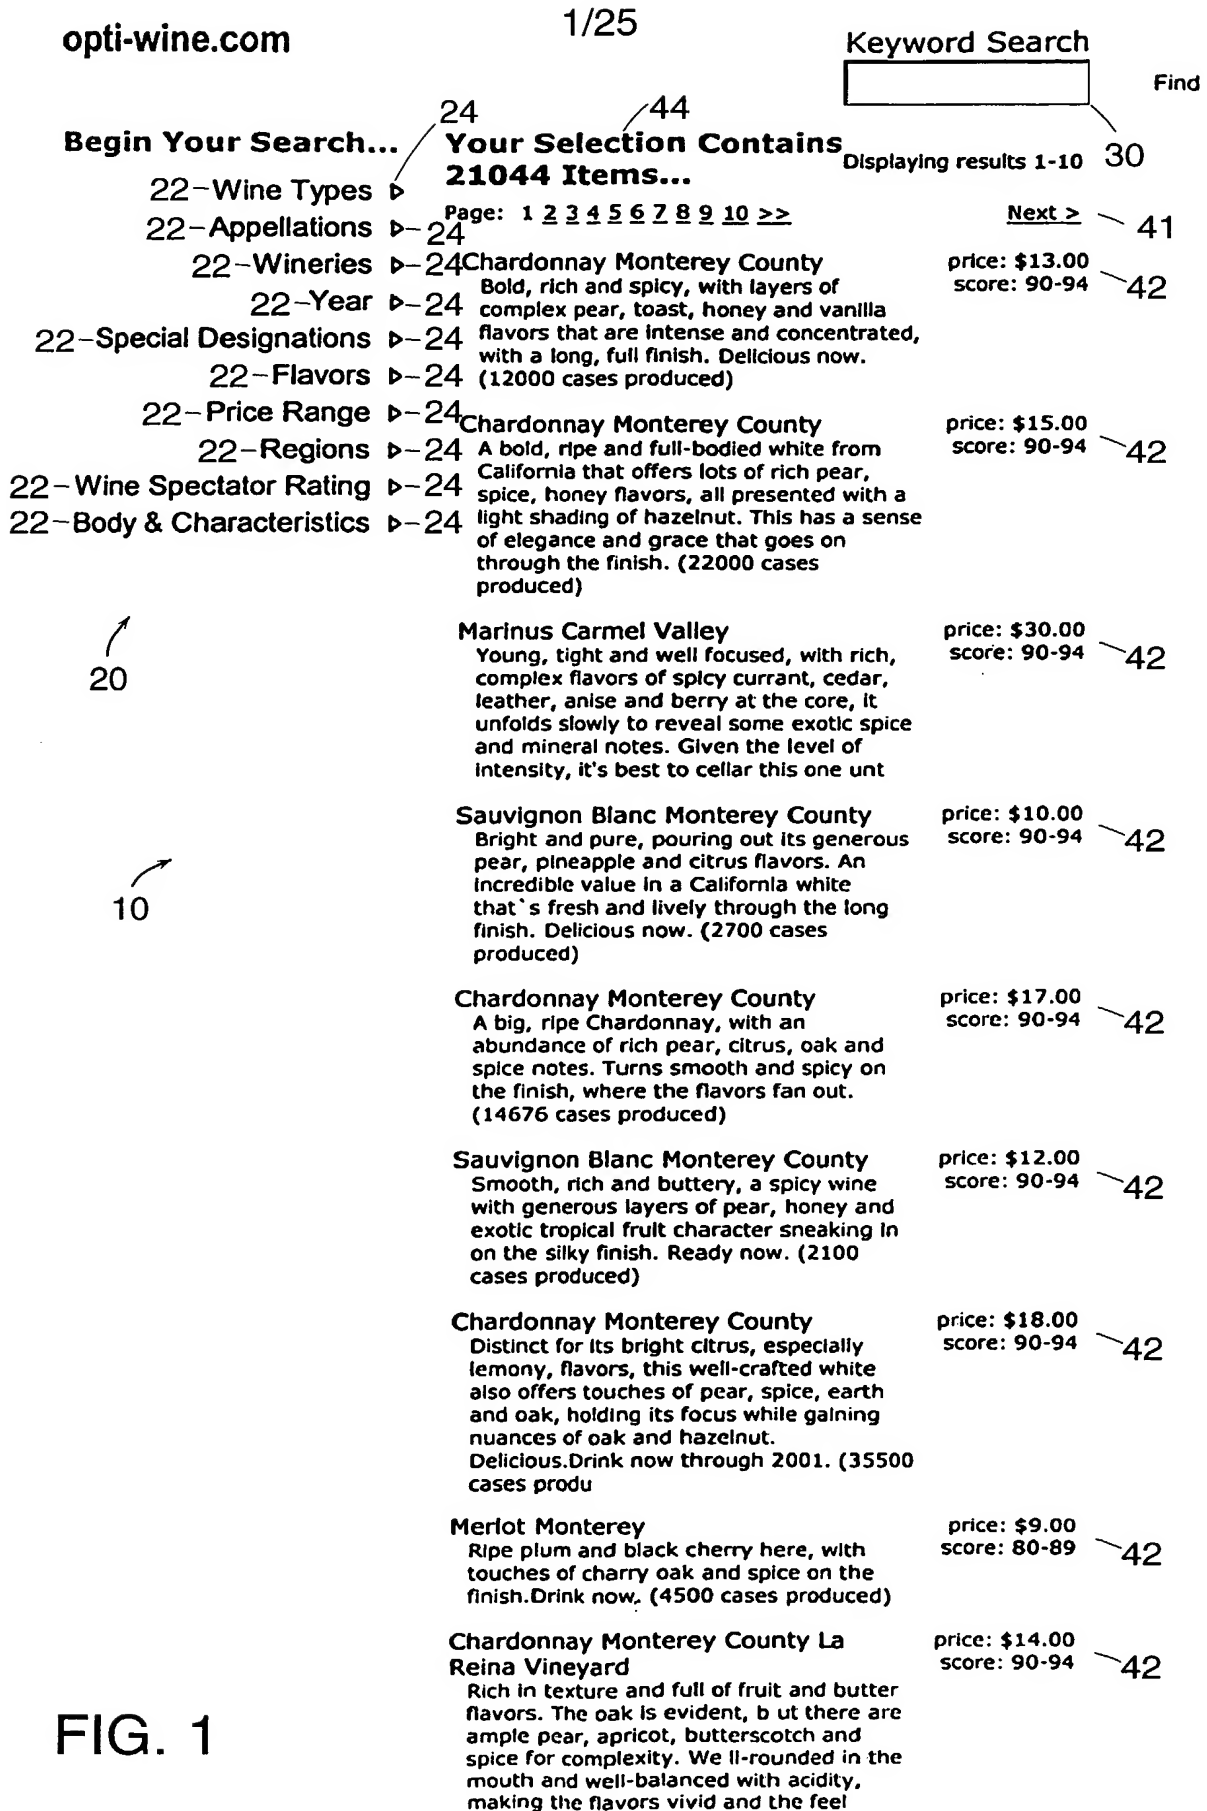 1/25
opti-wine.com
Keyword Search
Find
30
Begin Your Search...
24
22-Wine Types
22-Appellations 24
22-Wineries 24
22-Year 24
22-Special Designations 24
22-Flavors 24
22-Price Range 24
22-Regions 24
22-Wine Spectator Rating 24
22-Body & Characteristics 24
20
10
44
Your Selection Contains
21044 Items...
Displaying results 1-10
Page: 1 2 3 4 5 6 7 8 9 10 >>
Next >
41
Chardonnay Monterey County
price: $13.00
score: 90-94
42
Bold, rich and spicy, with layers of
complex pear, toast, honey and vanilla
flavors that are intense and concentrated,
with a long, full finish. Delicious now.
(12000 cases produced)
Chardonnay Monterey County
price: $15.00
score: 90-94
42
A bold, ripe and full-bodied white from
California that offers lots of rich pear,
spice, honey flavors, all presented with a
light shading of hazelnut. This has a sense
of elegance and grace that goes on
through the finish. (22000 cases
produced)
Marinus Carmel Valley
price: $30.00
score: 90-94
42
Young, tight and well focused, with rich,
complex flavors of spicy currant, cedar,
leather, anise and berry at the core, it
unfolds slowly to reveal some exotic spice
and mineral notes. Given the level of
intensity, it's best to cellar this one unt
Sauvignon Blanc Monterey County
price: $10.00
score: 90-94
42
Bright and pure, pouring out its generous
pear, pineapple and citrus flavors. An
incredible value in a California white
that`s fresh and lively through the long
finish. Delicious now. (2700 cases
produced)
Chardonnay Monterey County
price: $17.00
score: 90-94
42
A big, ripe Chardonnay, with an
abundance of rich pear, citrus, oak and
spice notes. Turns smooth and spicy on
the finish, where the flavors fan out.
(14676 cases produced)
Sauvignon Blanc Monterey County
price: $12.00
score: 90-94
42
Smooth, rich and buttery, a spicy wine
with generous layers of pear, honey and
exotic tropical fruit character sneaking in
on the silky finish. Ready now. (2100
cases produced)
Chardonnay Monterey County
price: $18.00
score: 90-94
42
Distinct for its bright citrus, especially
lemony, flavors, this well-crafted white
also offers touches of pear, spice, earth
and oak, holding its focus while gaining
nuances of oak and hazelnut.
Delicious.Drink now through 2001. (35500
cases produ
Merlot Monterey
price: $9.00
score: 80-89
42
Ripe plum and black cherry here, with
touches of charry oak and spice on the
finish.Drink now. (4500 cases produced)
Chardonnay Monterey County La
Reina Vineyard
price: $14.00
score: 90-94
42
Rich in texture and full of fruit and butter
flavors. The oak is evident, b ut there are
ample pear, apricot, butterscotch and
spice for complexity. We ll-rounded in the
mouth and well-balanced with acidity,
making the flavors vivid and the feel
FIG. 1